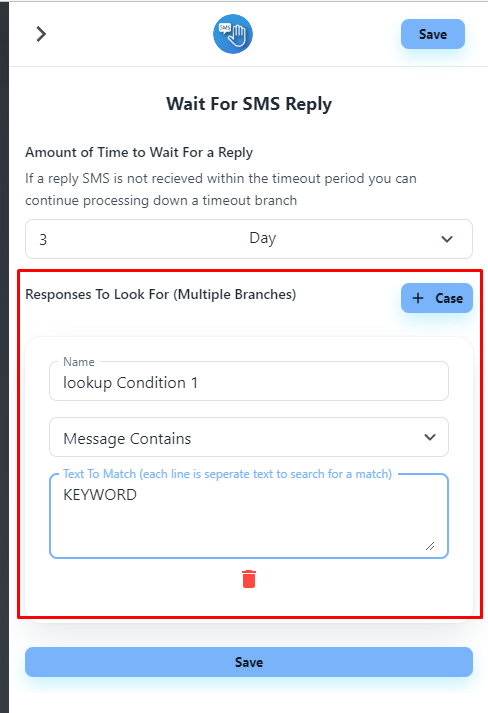 SMS
Save
Wait For SMS Reply
Amount of Time to Wait For a Reply
If a reply SMS is not recieved within the timeout period you can
continue processing down a timeout branch
3 Day
Responses To Look For (Multiple Branches)
+ Case
Name
lookup Condition 1
Message Contains
Text To Match (each line is seperate text to search for a match)
KEYWORD
Save